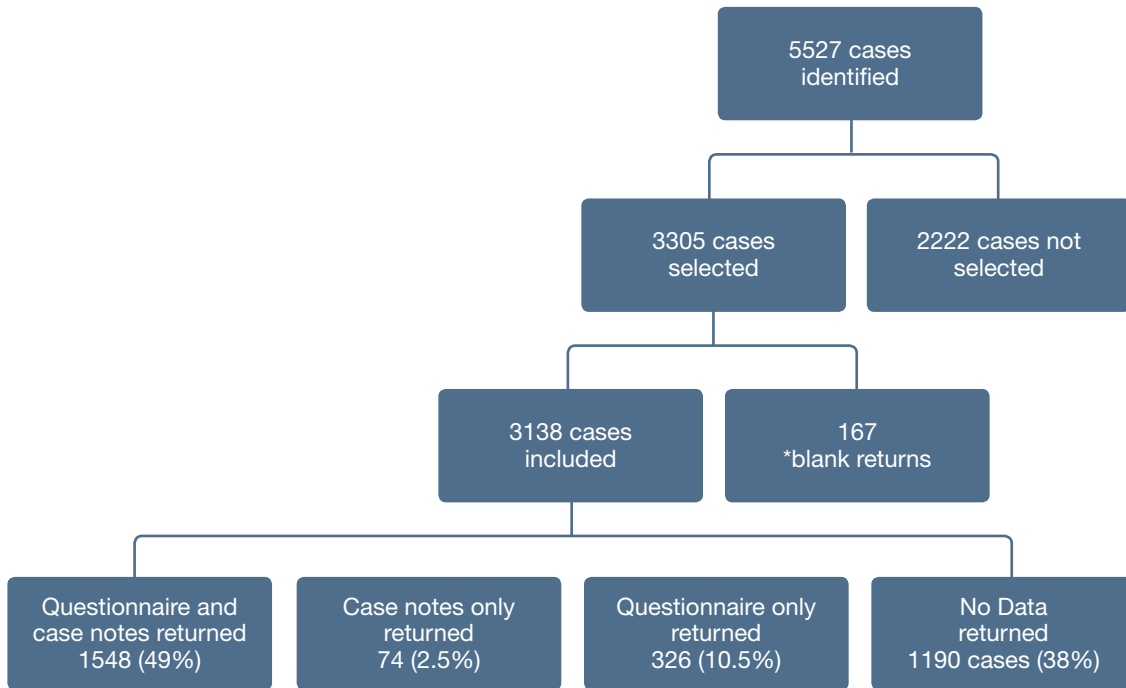 5527 cases
identified
3305 cases
selected
2222 cases not
selected
3138 cases
included
167
*blank returns
Questionnaire and
case notes returned
1548 (49%)
Case notes only
returned
74 (2.5%)
Questionnaire only
returned
326 (10.5%)
No Data
returned
1190 cases (38%)